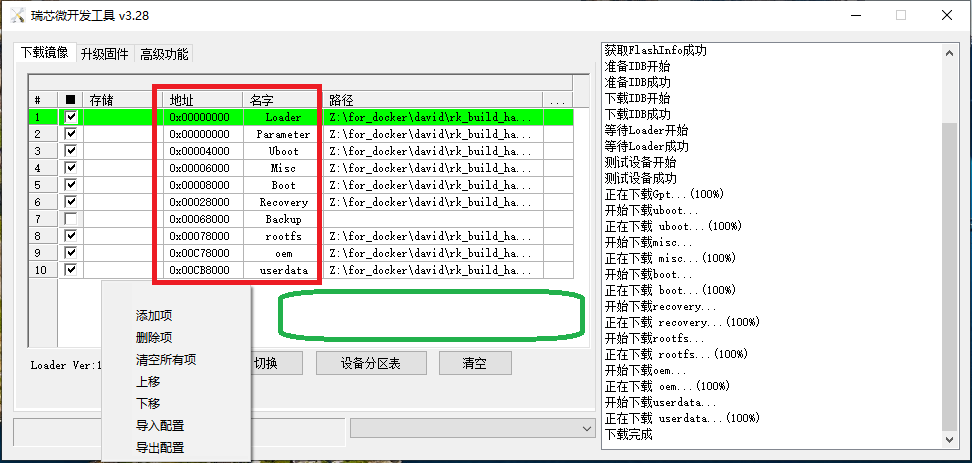 瑞芯微开发工具 v3.28
下载镜像 升级固件 高级功能
# 存储 地址 名字 路径 ...
1 0x00000000 Loader Z:\for_docker\david\rk_build_ha...
2 0x00000000 Parameter Z:\for_docker\david\rk_build_ha...
3 0x00004000 Uboot Z:\for_docker\david\rk_build_ha...
4 0x00006000 Misc Z:\for_docker\david\rk_build_ha...
5 0x00008000 Boot Z:\for_docker\david\rk_build_ha...
6 0x00028000 Recovery Z:\for_docker\david\rk_build_ha...
7 0x00068000 Backup
8 0x00078000 rootfs Z:\for_docker\david\rk_build_ha...
9 0x00C78000 oem Z:\for_docker\david\rk_build_ha...
10 0x00CB8000 userdata Z:\for_docker\david\rk_build_ha...
添加项
删除项
清空所有项
上移
下移
导入配置
导出配置
Loader Ver:1 切换 设备分区表 清空
获取FlashInfo成功
准备IDB开始
准备IDB成功
下载IDB开始
下载IDB成功
等待Loader开始
等待Loader成功
测试设备开始
测试设备成功
正在下载Gpt...(100%)
开始下载uboot...
正在下载 uboot...(100%)
开始下载misc...
正在下载 misc...(100%)
开始下载boot...
正在下载 boot...(100%)
开始下载recovery...
正在下载 recovery...(100%)
开始下载rootfs...
正在下载 rootfs...(100%)
开始下载oem...
正在下载 oem...(100%)
开始下载userdata...
正在下载 userdata...(100%)
下载完成